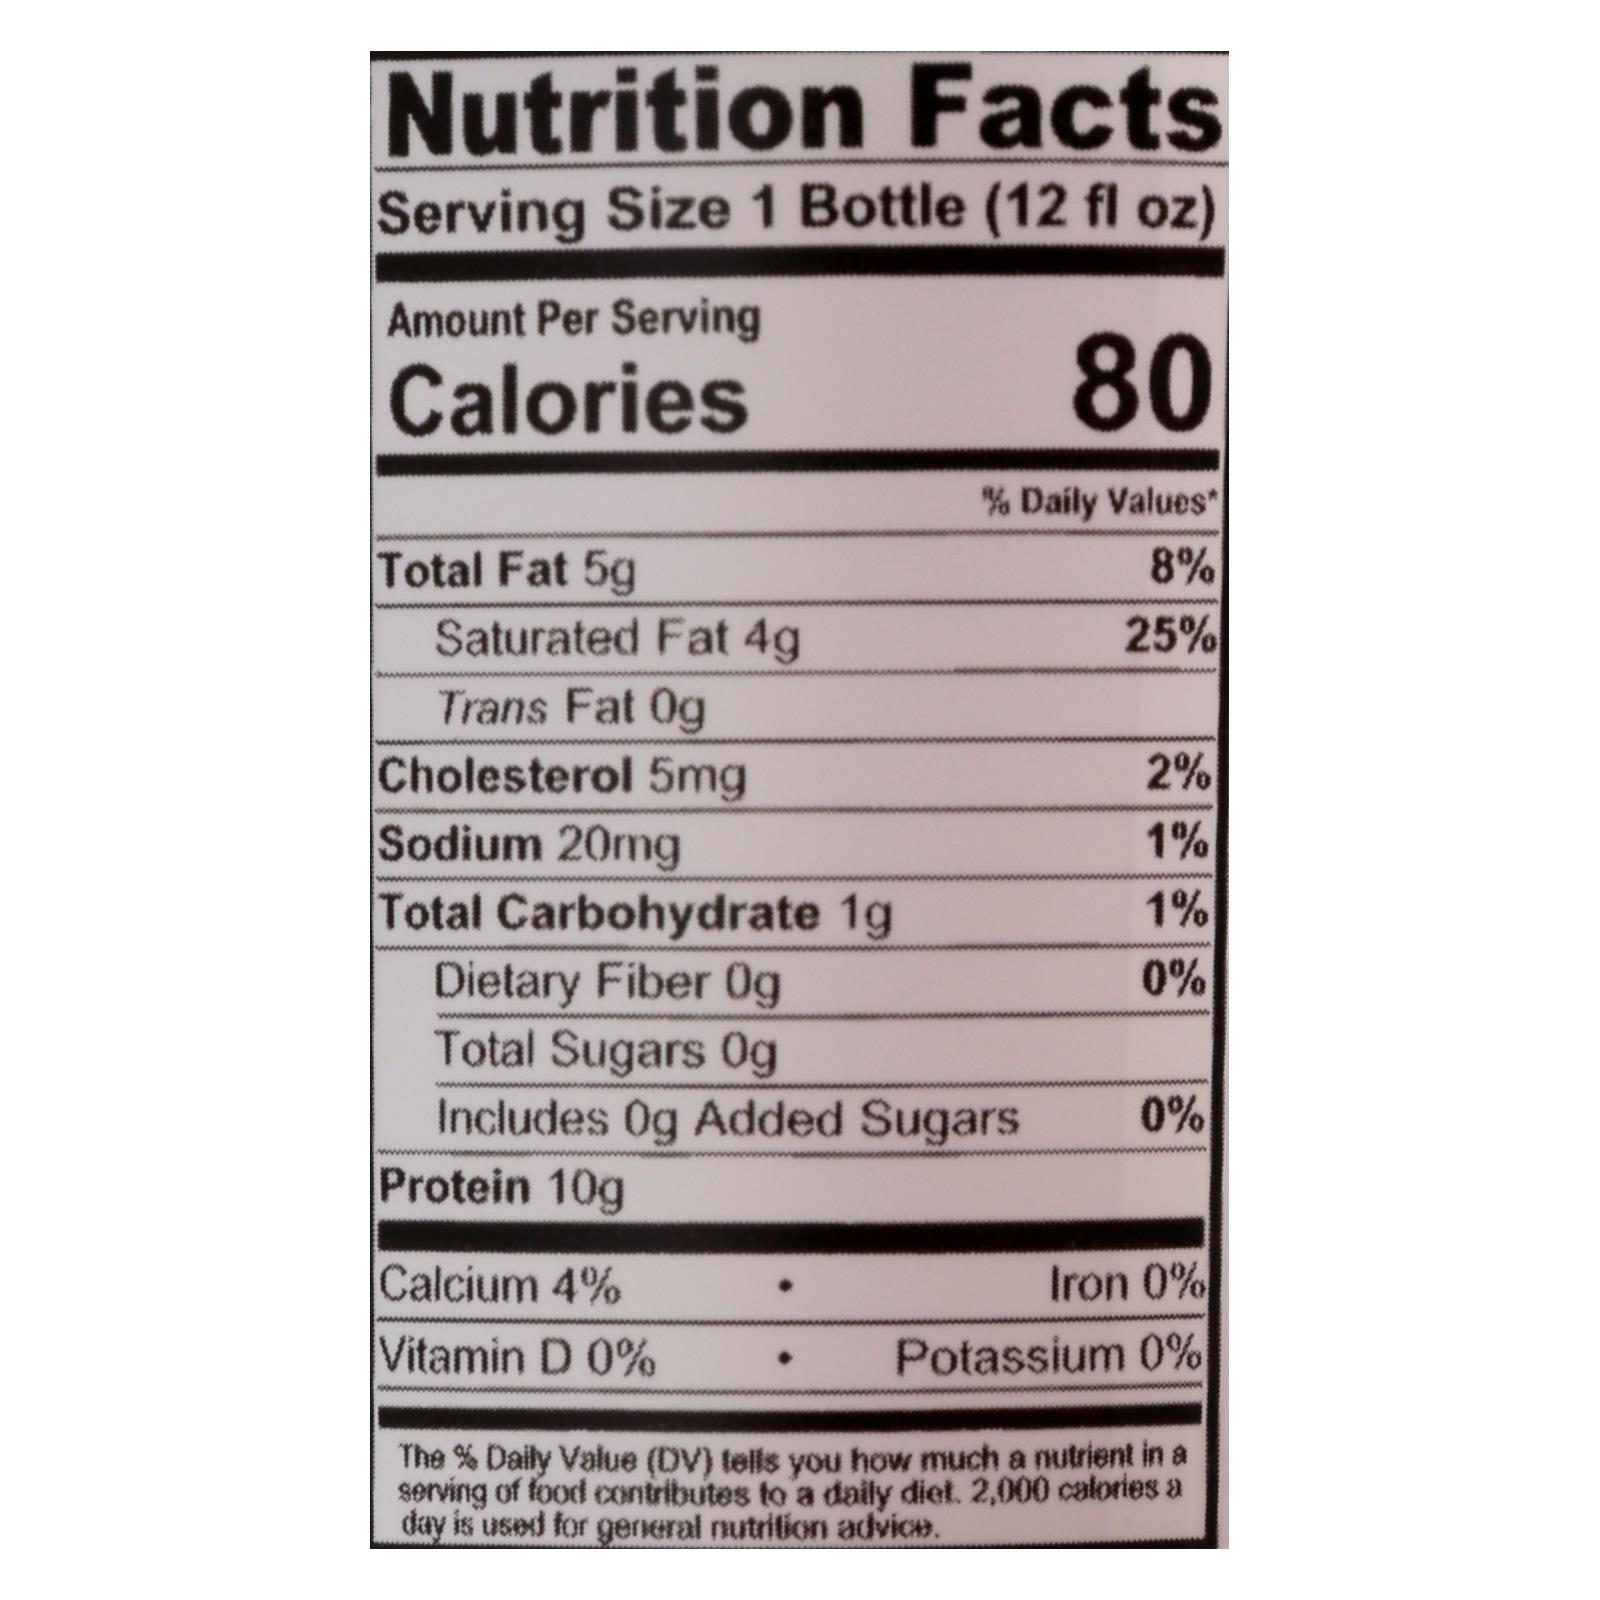 Nutrition Facts
Serving Size 1 Bottle (12 fl oz)
Amount Per Serving
Calories 80
% Daily Values*
Total Fat 5g 8%
Saturated Fat 4g 25%
Trans Fat 0g
Cholesterol 5mg 2%
Sodium 20mg 1%
Total Carbohydrate 1g 1%
Dietary Fiber 0g 0%
Total Sugars 0g
Includes 0g Added Sugars 0%
Protein 10g
Calcium 4% • Iron 0%
Vitamin D 0% • Potassium 0%
The % Daily Value (DV) tells you how much a nutrient in a
serving of food contributes to a daily diet. 2,000 calories a
day is used for general nutrition advice.